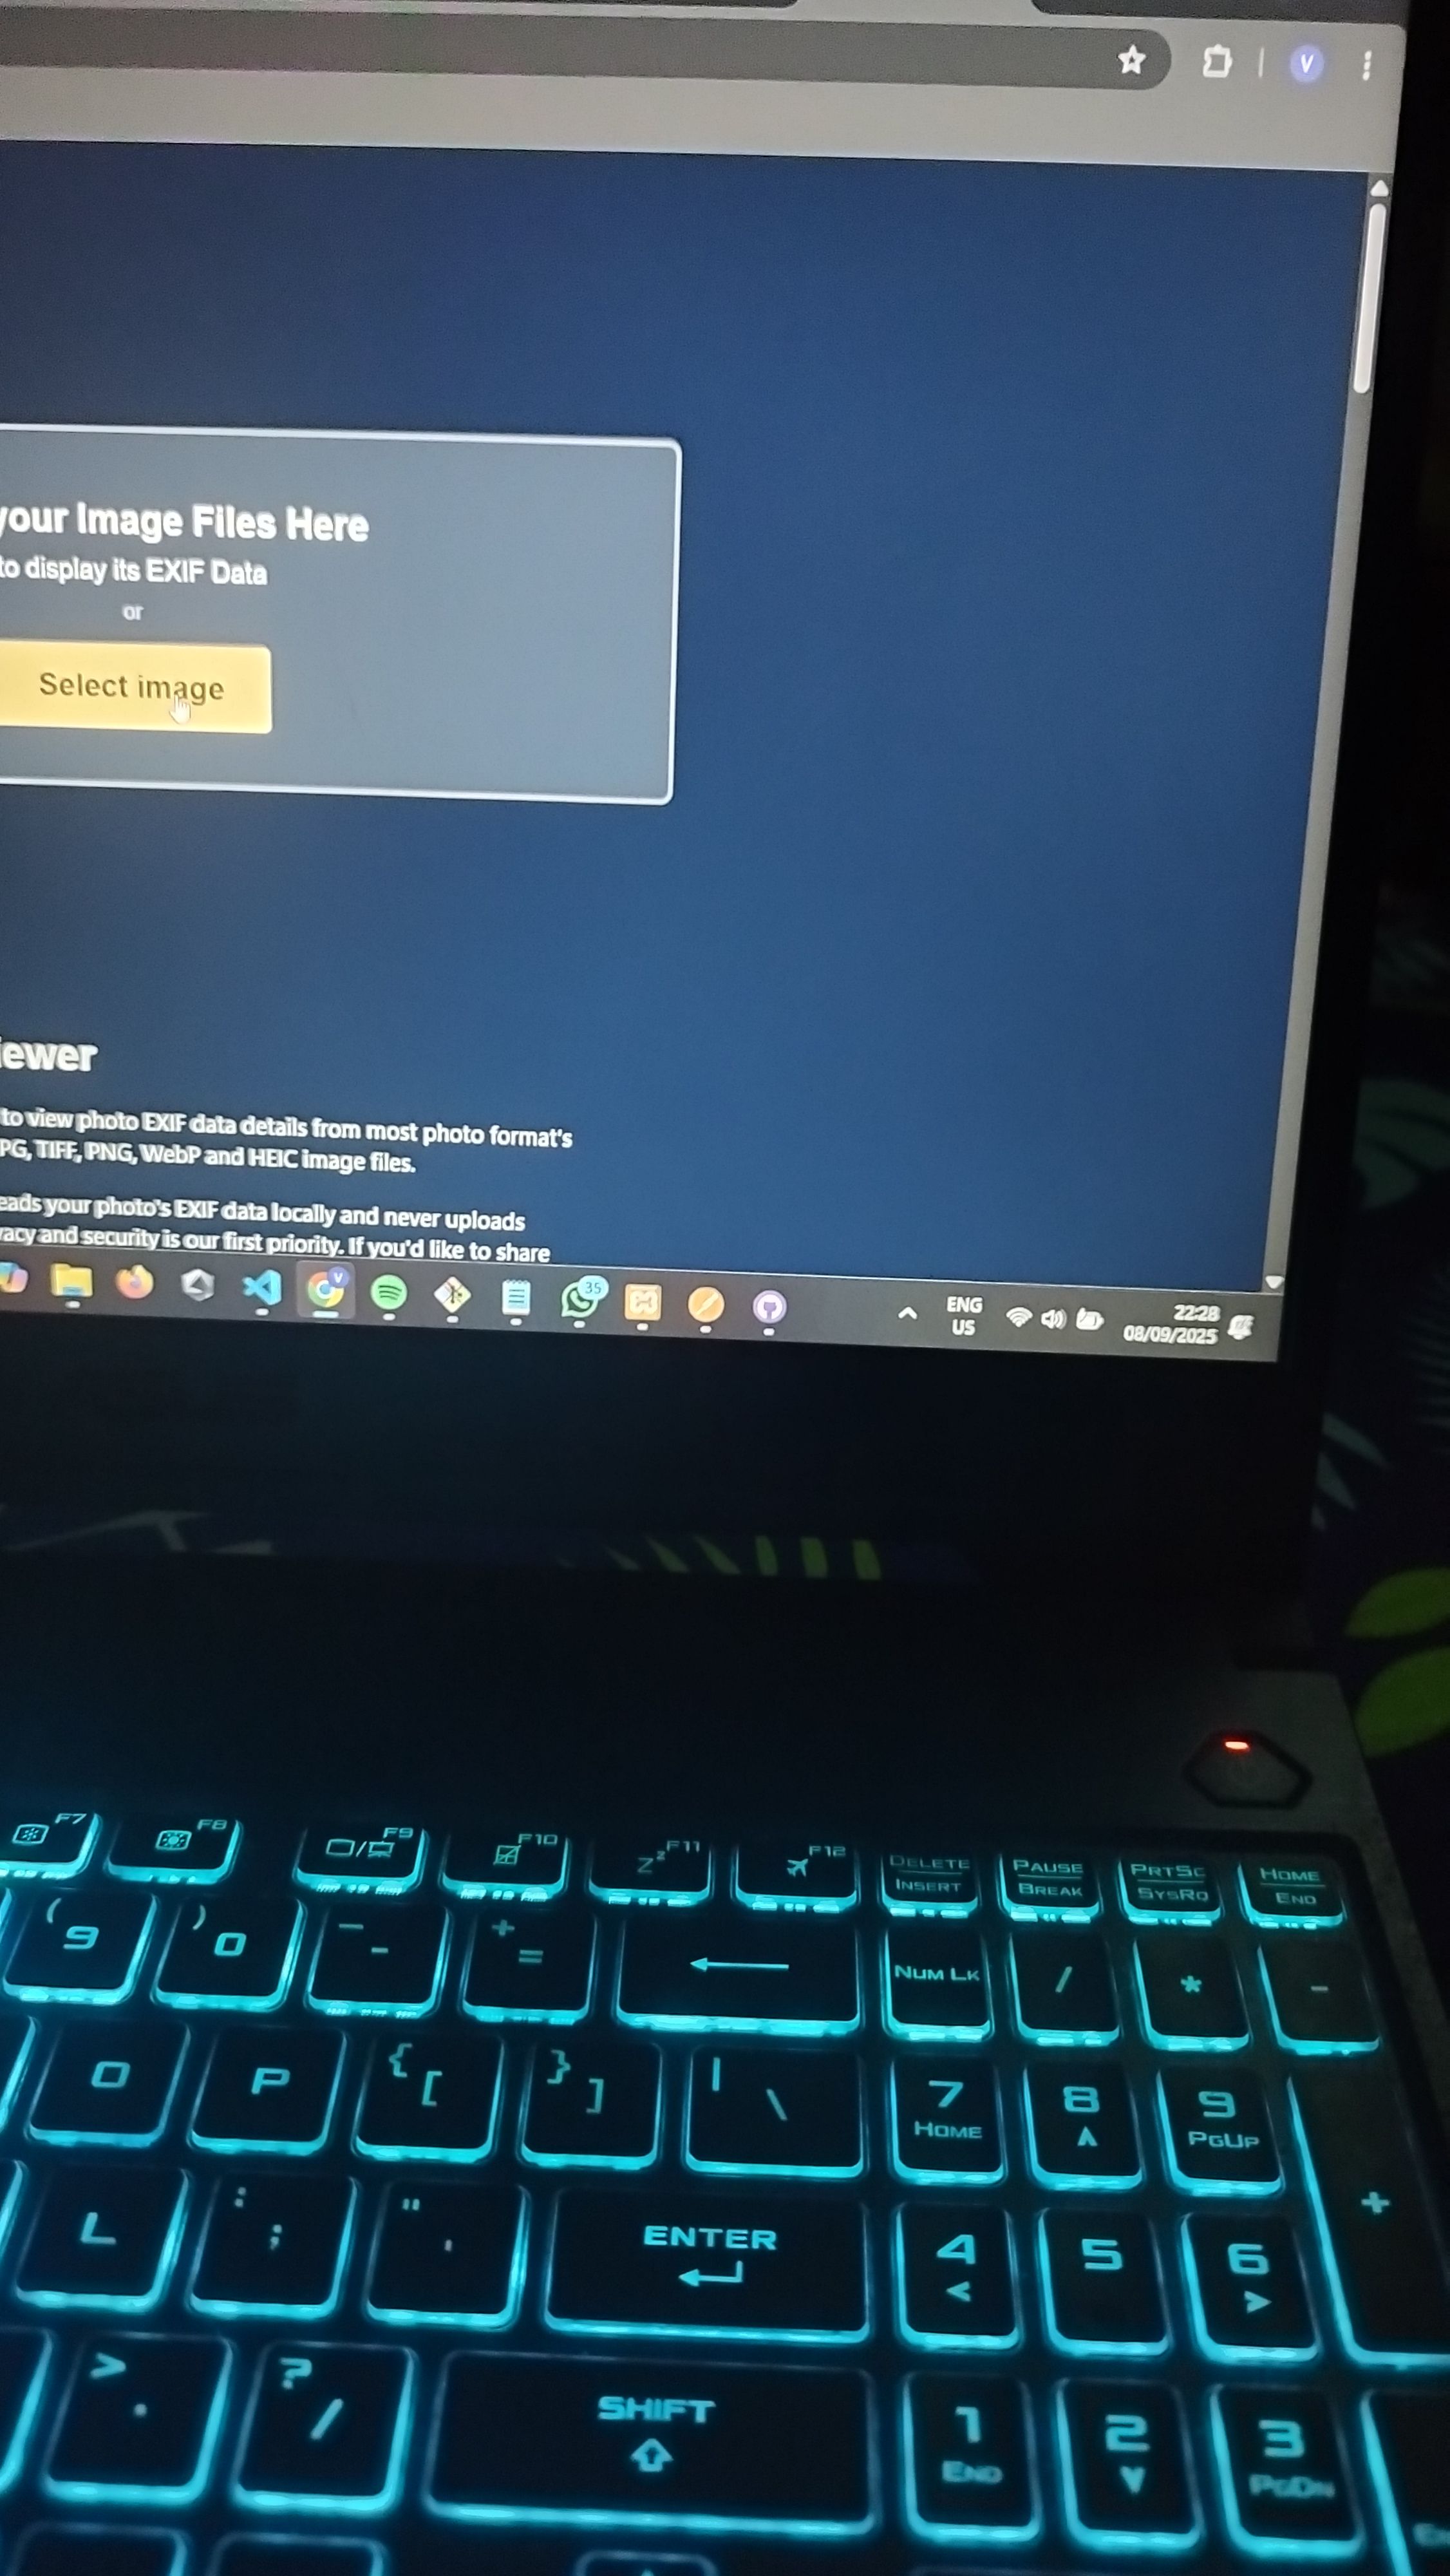 V
your Image Files Here
to display its EXIF Data
or
Select image
iewer
to view photo EXIF data details from most photo format's
PG, TIFF, PNG, WebP and HEIC image files.
eads your photo's EXIF data locally and never uploads
vacy and security is our first priority. If you'd like to share
V
35
ENG
US
22:28
08/09/2025
F7 F8 F9 F10 F11 F12
Zz
DELETE PAUSE PRTSC HOME
INSERT BREAK SYSRQ END
( ) _ +
9 0 - = NUM LK / * -
{ } |
O P [ ] \ 7 8 9
HOME PGUP
+
: "
L ; ' ENTER 4 5 6
< >
> ?
. / SHIFT 1 2 3
END PGDN